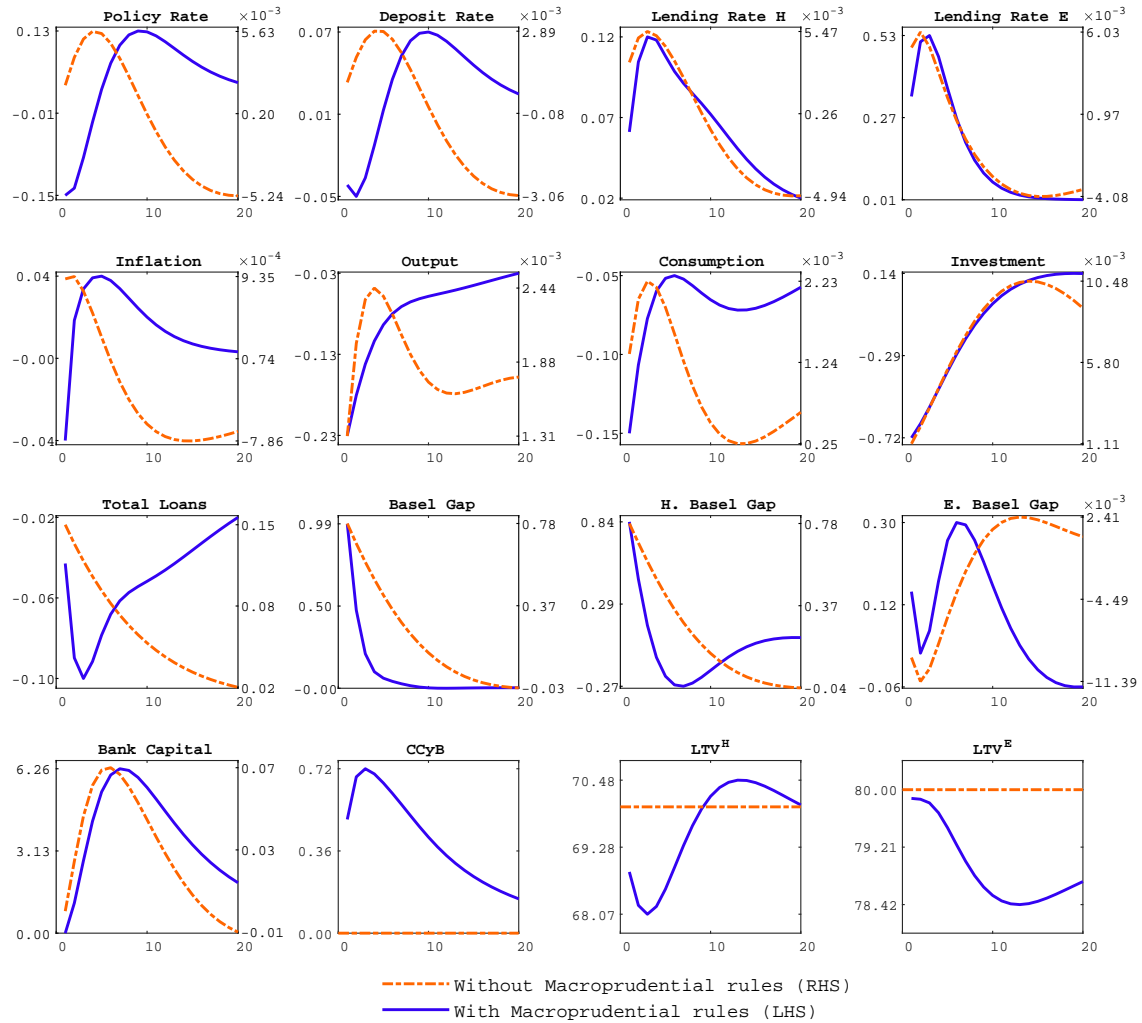 Policy Rate
0.13
-0.01
-0.15
×10⁻³
5.63
0.20
-5.24
0 10 20
Deposit Rate
0.07
0.01
-0.05
×10⁻³
2.89
-0.08
-3.06
0 10 20
Lending Rate H
0.12
0.07
0.02
×10⁻³
5.47
0.26
-4.94
0 10 20
Lending Rate E
0.53
0.27
0.01
×10⁻³
6.03
0.97
-4.08
0 10 20
Inflation
0.04
-0.00
-0.04
×10⁻⁴
9.35
0.74
-7.86
0 10 20
Output
-0.03
-0.13
-0.23
×10⁻³
2.44
1.88
1.31
0 10 20
Consumption
-0.05
-0.10
-0.15
×10⁻³
2.23
1.24
0.25
0 10 20
Investment
0.14
-0.29
-0.72
×10⁻³
10.48
5.80
1.11
0 10 20
Total Loans
-0.02
-0.06
-0.10
0.15
0.08
0.02
0 10 20
Basel Gap
0.99
0.50
-0.00
0.78
0.37
-0.03
0 10 20
H. Basel Gap
0.84
0.29
-0.27
0.78
0.37
-0.04
0 10 20
E. Basel Gap
0.30
0.12
-0.06
×10⁻³
2.41
-4.49
-11.39
0 10 20
Bank Capital
6.26
3.13
0.00
0.07
0.03
-0.01
0 10 20
CCyB
0.72
0.36
0.00
0 10 20
LTVᴴ
70.48
69.28
68.07
0 10 20
LTVᴱ
80.00
79.21
78.42
0 10 20
Without Macroprudential rules (RHS)
With Macroprudential rules (LHS)